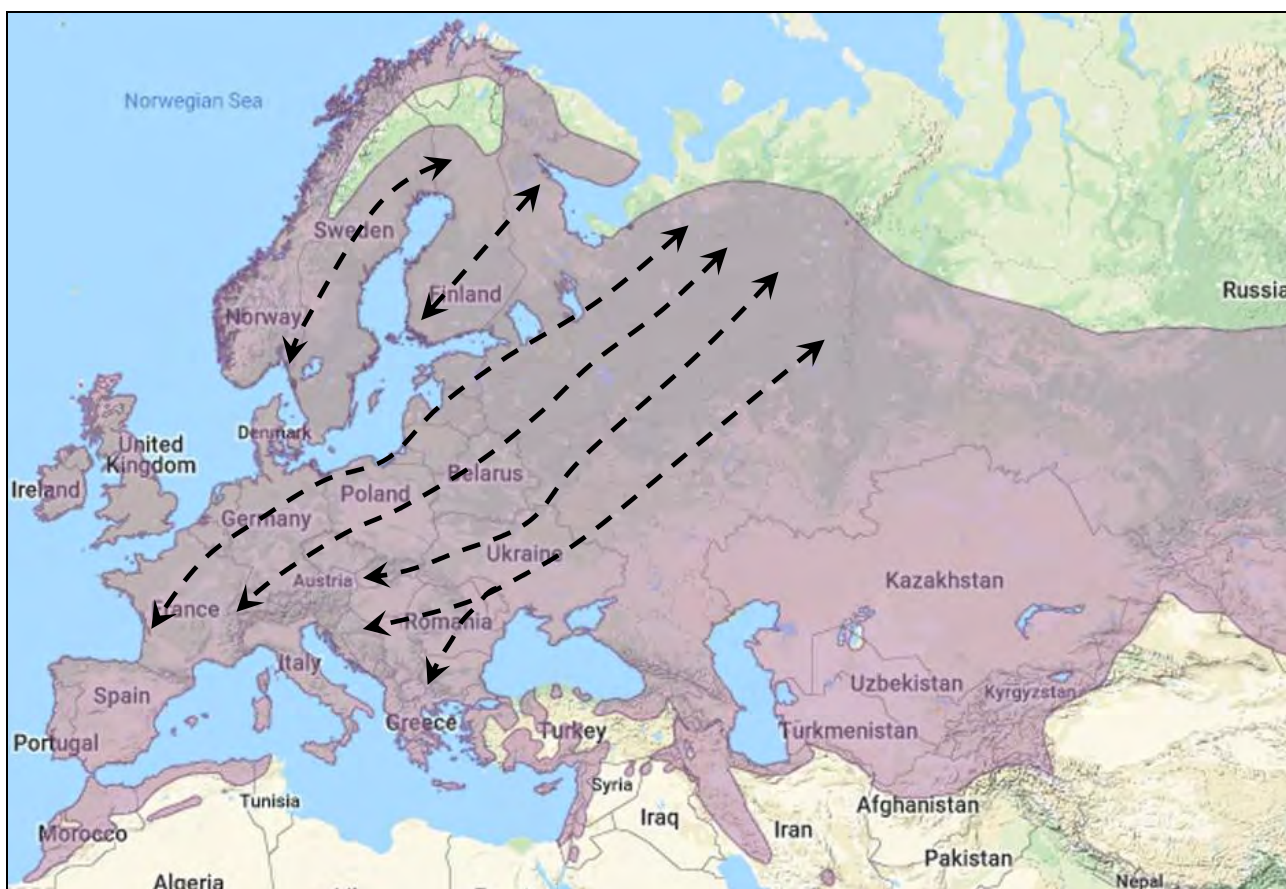 Norwegian Sea
Sweden
Finland
Norway
Russia
United
Kingdom
Denmark
Ireland
Belarus
Poland
Germany
Ukraine
Austria
Kazakhstan
France
Romania
Italy
Spain
Uzbekistan
Kyrgyzstan
Greece
Turkey
Turkmenistan
Portugal
Syria
Tunisia
Afghanistan
Iraq
Iran
Morocco
Pakistan
Algeria
Nepal